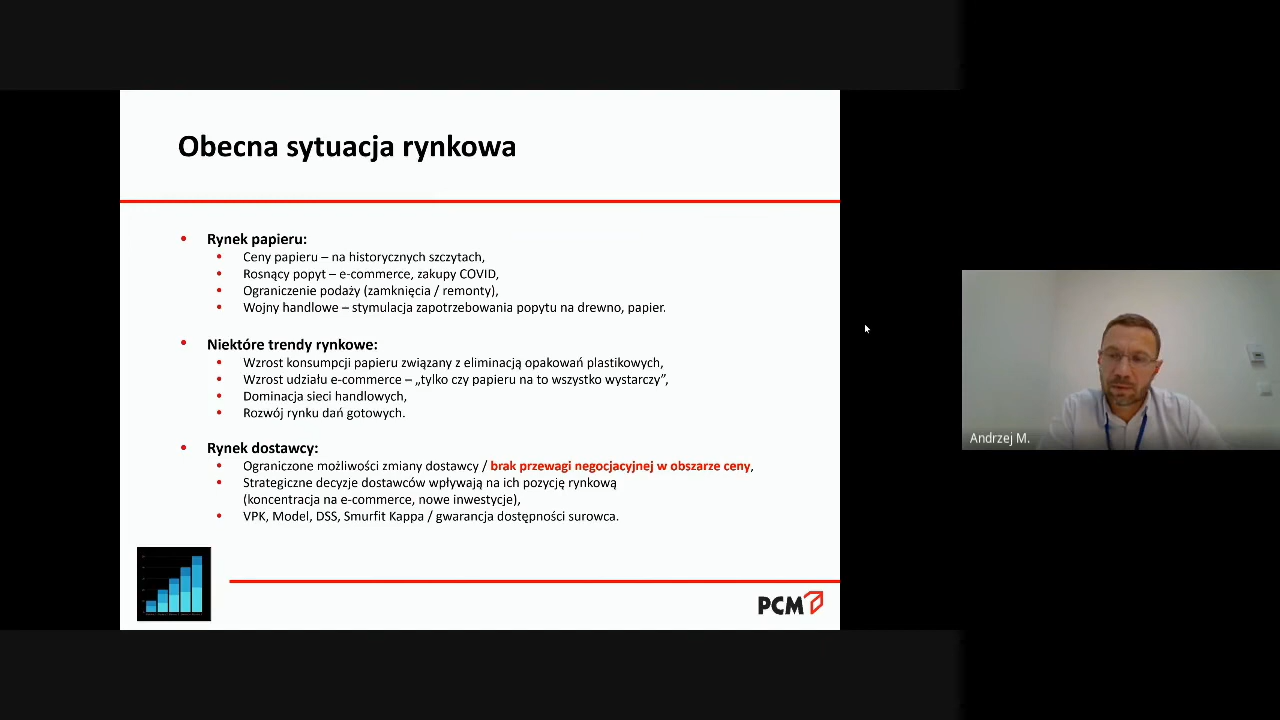 Obecna sytuacja rynkowa
Rynek papieru:
Ceny papieru – na historycznych szczytach,
Rosnący popyt – e-commerce, zakupy COVID,
Ograniczenie podaży (zamknięcia / remonty),
Wojny handlowe – stymulacja zapotrzebowania popytu na drewno, papier.
Niektóre trendy rynkowe:
Wzrost konsumpcji papieru związany z eliminacją opakowań plastikowych,
Wzrost udziału e-commerce – „tylko czy papieru na to wszystko wystarczy”,
Dominacja sieci handlowych,
Rozwój rynku dań gotowych.
Rynek dostawcy:
Ograniczone możliwości zmiany dostawcy / brak przewagi negocjacyjnej w obszarze ceny,
Strategiczne decyzje dostawców wpływają na ich pozycję rynkową
(koncentracja na e-commerce, nowe inwestycje),
VPK, Model, DSS, Smurfit Kappa / gwarancja dostępności surowca.
PCM
Andrzej M.